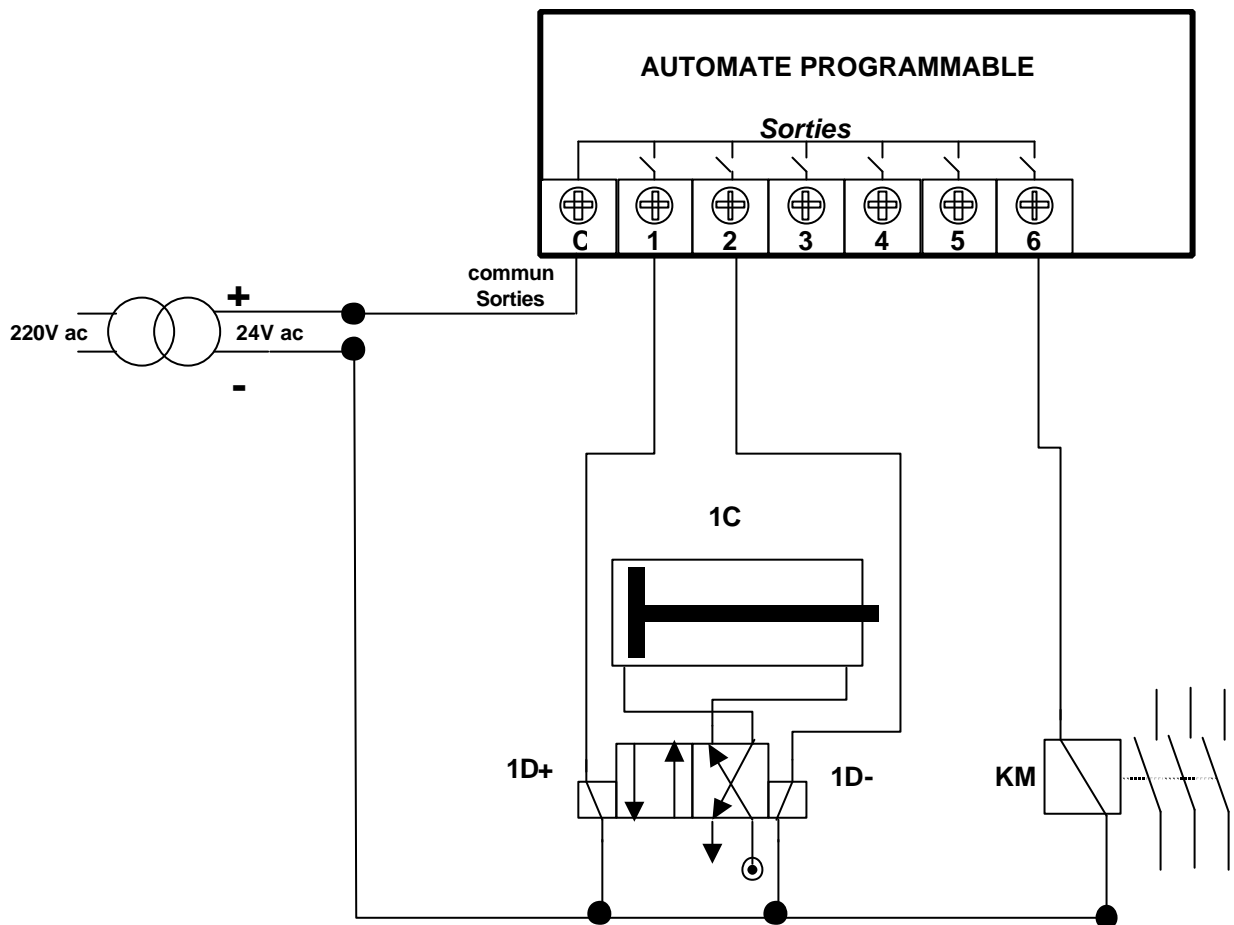 AUTOMATE PROGRAMMABLE
Sorties
C 1 2 3 4 5 6
commun
Sorties
+
220V ac 24V ac
-
1C
1D+ 1D- KM